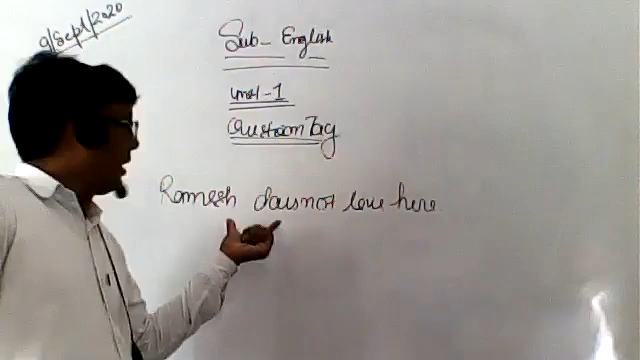 9/Sept/2020
Sub- English
Unit-1
Question Tag
Ramesh does not live here.